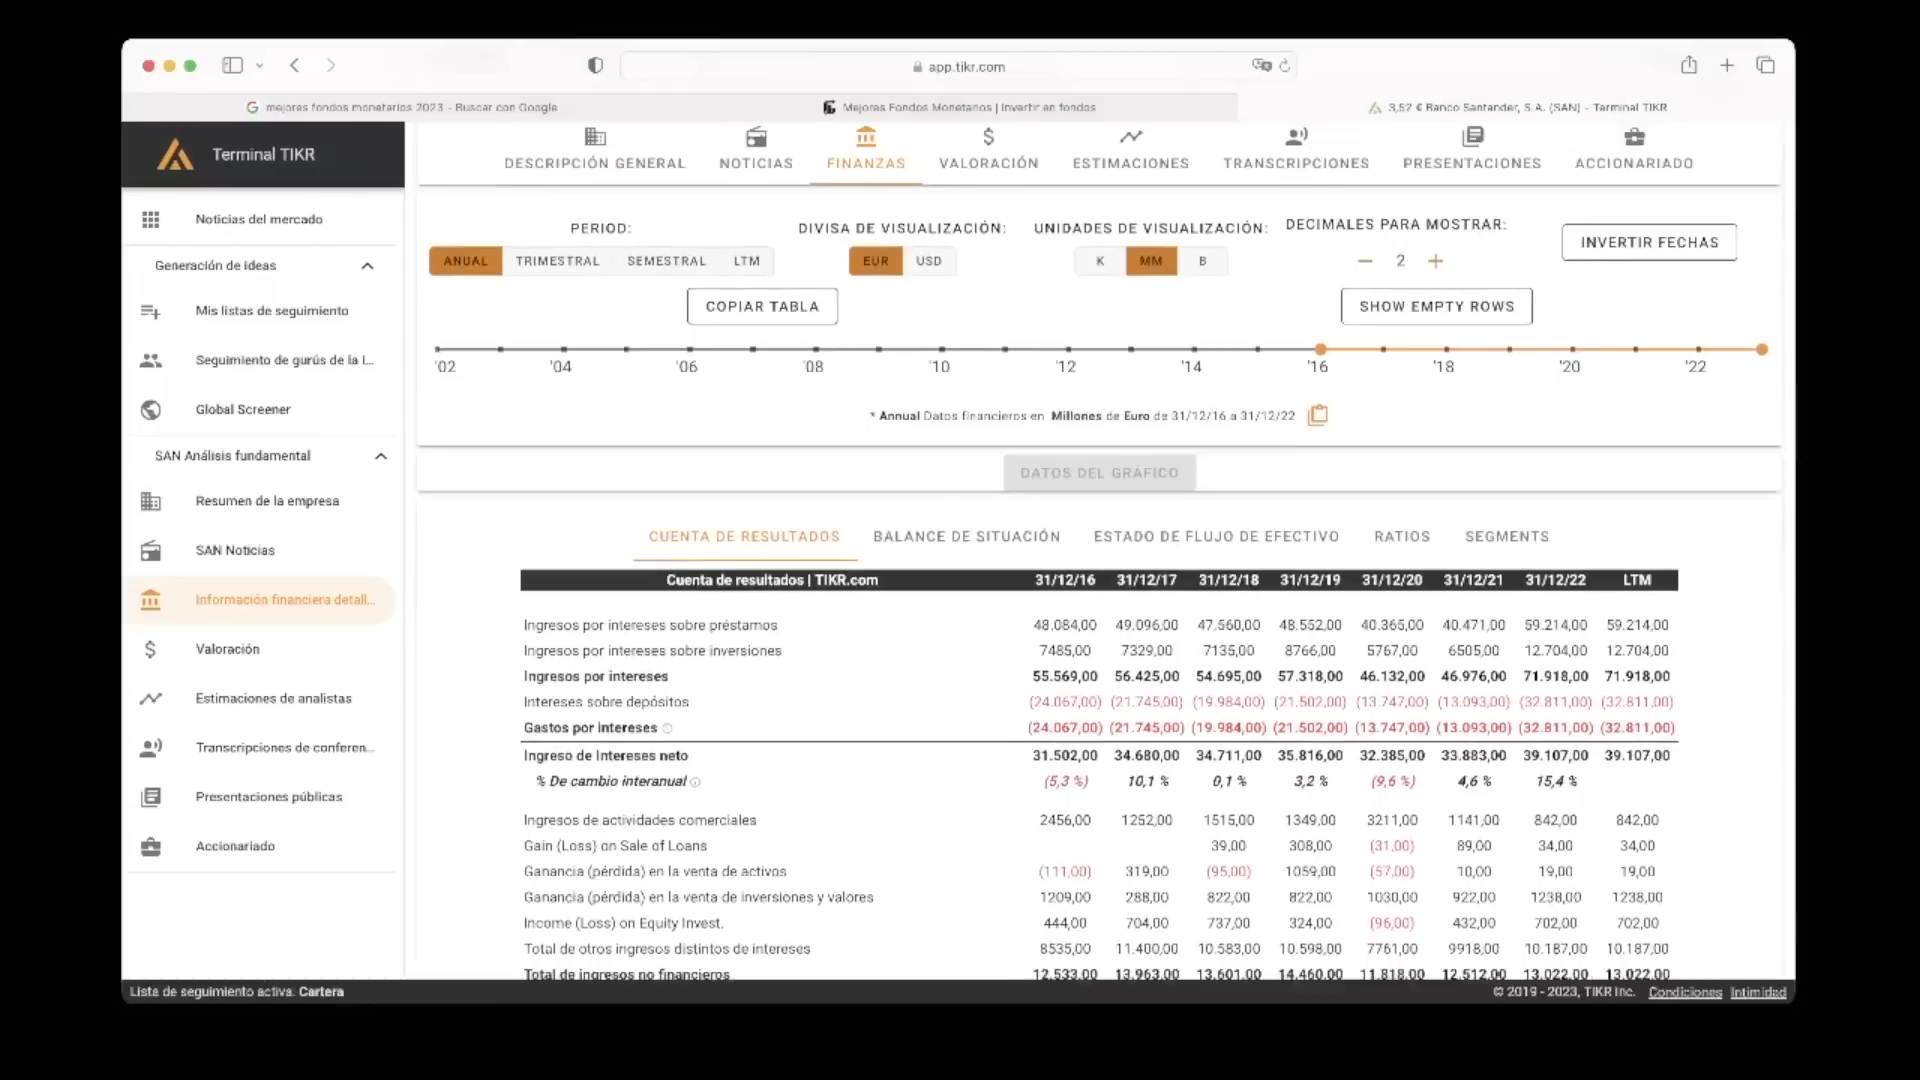 app.tikr.com
mejores fondos monetarios 2023 - Buscar con Google
Mejores Fondos Monetarios | Invertir en fondos
3,52 € Banco Santander, S.A. (SAN) - Terminal TIKR
Terminal TIKR
DESCRIPCIÓN GENERAL NOTICIAS FINANZAS VALORACIÓN ESTIMACIONES TRANSCRIPCIONES PRESENTACIONES ACCIONARIADO
Noticias del mercado
Generación de ideas
Mis listas de seguimiento
Seguimiento de gurús de la i...
Global Screener
SAN Análisis fundamental
Resumen de la empresa
SAN Noticias
Información financiera detall...
$ Valoración
Estimaciones de analistas
Transcripciones de conferen...
Presentaciones públicas
Accionariado
PERIOD: DIVISA DE VISUALIZACIÓN: UNIDADES DE VISUALIZACIÓN: DECIMALES PARA MOSTRAR:
ANUAL TRIMESTRAL SEMESTRAL LTM EUR USD K MM B − 2 + INVERTIR FECHAS
COPIAR TABLA SHOW EMPTY ROWS
'02 '04 '06 '08 '10 '12 '14 '16 '18 '20 '22
* Annual Datos financieros en Millones de Euro de 31/12/16 a 31/12/22
DATOS DEL GRÁFICO
CUENTA DE RESULTADOS BALANCE DE SITUACIÓN ESTADO DE FLUJO DE EFECTIVO RATIOS SEGMENTS
Cuenta de resultados | TIKR.com 31/12/16 31/12/17 31/12/18 31/12/19 31/12/20 31/12/21 31/12/22 LTM
Ingresos por intereses sobre préstamos 48.084,00 49.096,00 47.560,00 48.552,00 40.365,00 40.471,00 59.214,00 59.214,00
Ingresos por intereses sobre inversiones 7485,00 7329,00 7135,00 8766,00 5767,00 6505,00 12.704,00 12.704,00
Ingresos por intereses 55.569,00 56.425,00 54.695,00 57.318,00 46.132,00 46.976,00 71.918,00 71.918,00
Intereses sobre depósitos (24.067,00) (21.745,00) (19.984,00) (21.502,00) (13.747,00) (13.093,00) (32.811,00) (32.811,00)
Gastos por intereses (24.067,00) (21.745,00) (19.984,00) (21.502,00) (13.747,00) (13.093,00) (32.811,00) (32.811,00)
Ingreso de Intereses neto 31.502,00 34.680,00 34.711,00 35.816,00 32.385,00 33.883,00 39.107,00 39.107,00
% De cambio interanual (5,3 %) 10,1 % 0,1 % 3,2 % (9,6 %) 4,6 % 15,4 %
Ingresos de actividades comerciales 2456,00 1252,00 1515,00 1349,00 3211,00 1141,00 842,00 842,00
Gain (Loss) on Sale of Loans 39,00 308,00 (31,00) 89,00 34,00 34,00
Ganancia (pérdida) en la venta de activos (111,00) 319,00 (95,00) 1059,00 (57,00) 10,00 19,00 19,00
Ganancia (pérdida) en la venta de inversiones y valores 1209,00 288,00 822,00 822,00 1030,00 922,00 1238,00 1238,00
Income (Loss) on Equity Invest. 444,00 704,00 737,00 324,00 (96,00) 432,00 702,00 702,00
Total de otros ingresos distintos de intereses 8535,00 11.400,00 10.583,00 10.598,00 7761,00 9918,00 10.187,00 10.187,00
Total de ingresos no financieros 12.533,00 13.963,00 13.601,00 14.460,00 11.818,00 12.512,00 13.022,00 13.022,00
Lista de seguimiento activa: Cartera
© 2019 - 2023, TIKR Inc. Condiciones Intimidad